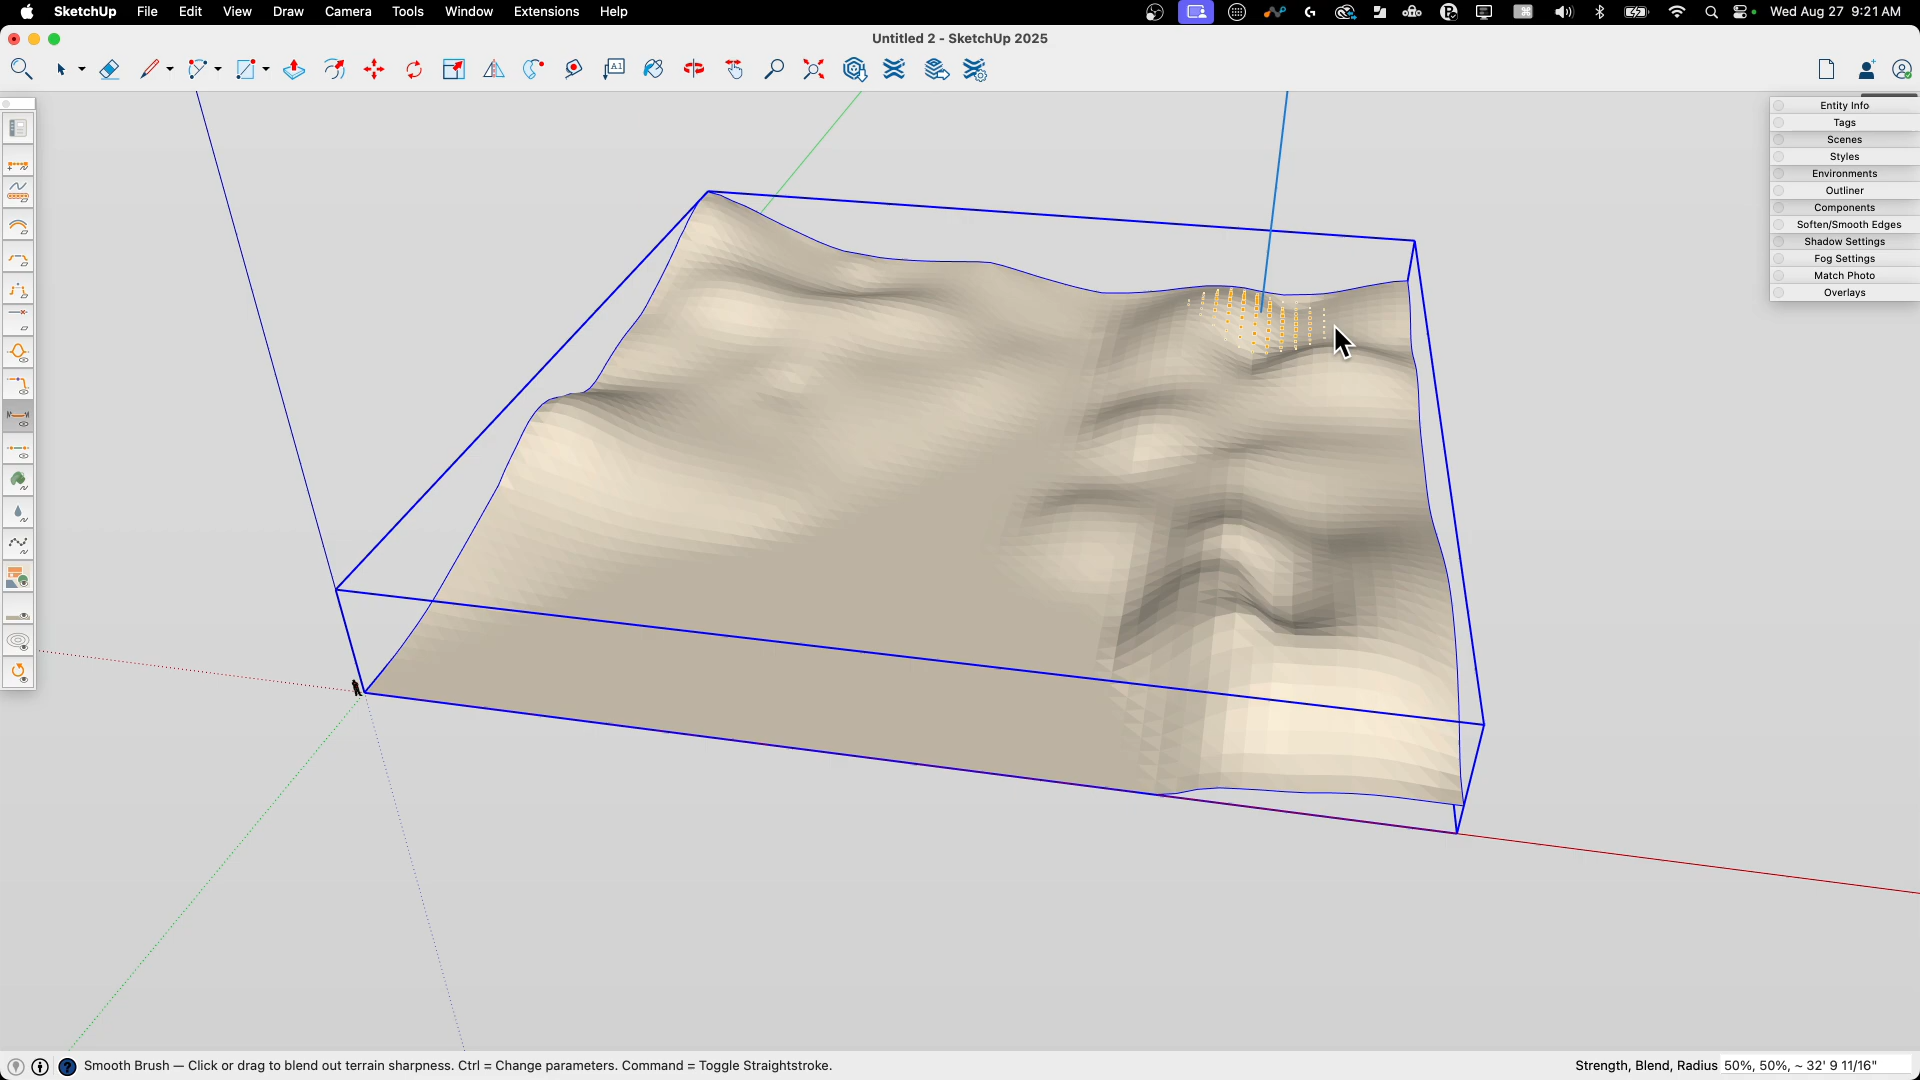 SketchUp File Edit View Draw Camera Tools Window Extensions Help
Wed Aug 27 9:21 AM
Untitled 2 - SketchUp 2025
A1
Entity Info
Tags
Scenes
Styles
Environments
Outliner
Components
Soften/Smooth Edges
Shadow Settings
Fog Settings
Match Photo
Overlays
Smooth Brush — Click or drag to blend out terrain sharpness. Ctrl = Change parameters. Command = Toggle Straightstroke.
Strength, Blend, Radius 50%, 50%, ~ 32' 9 11/16"